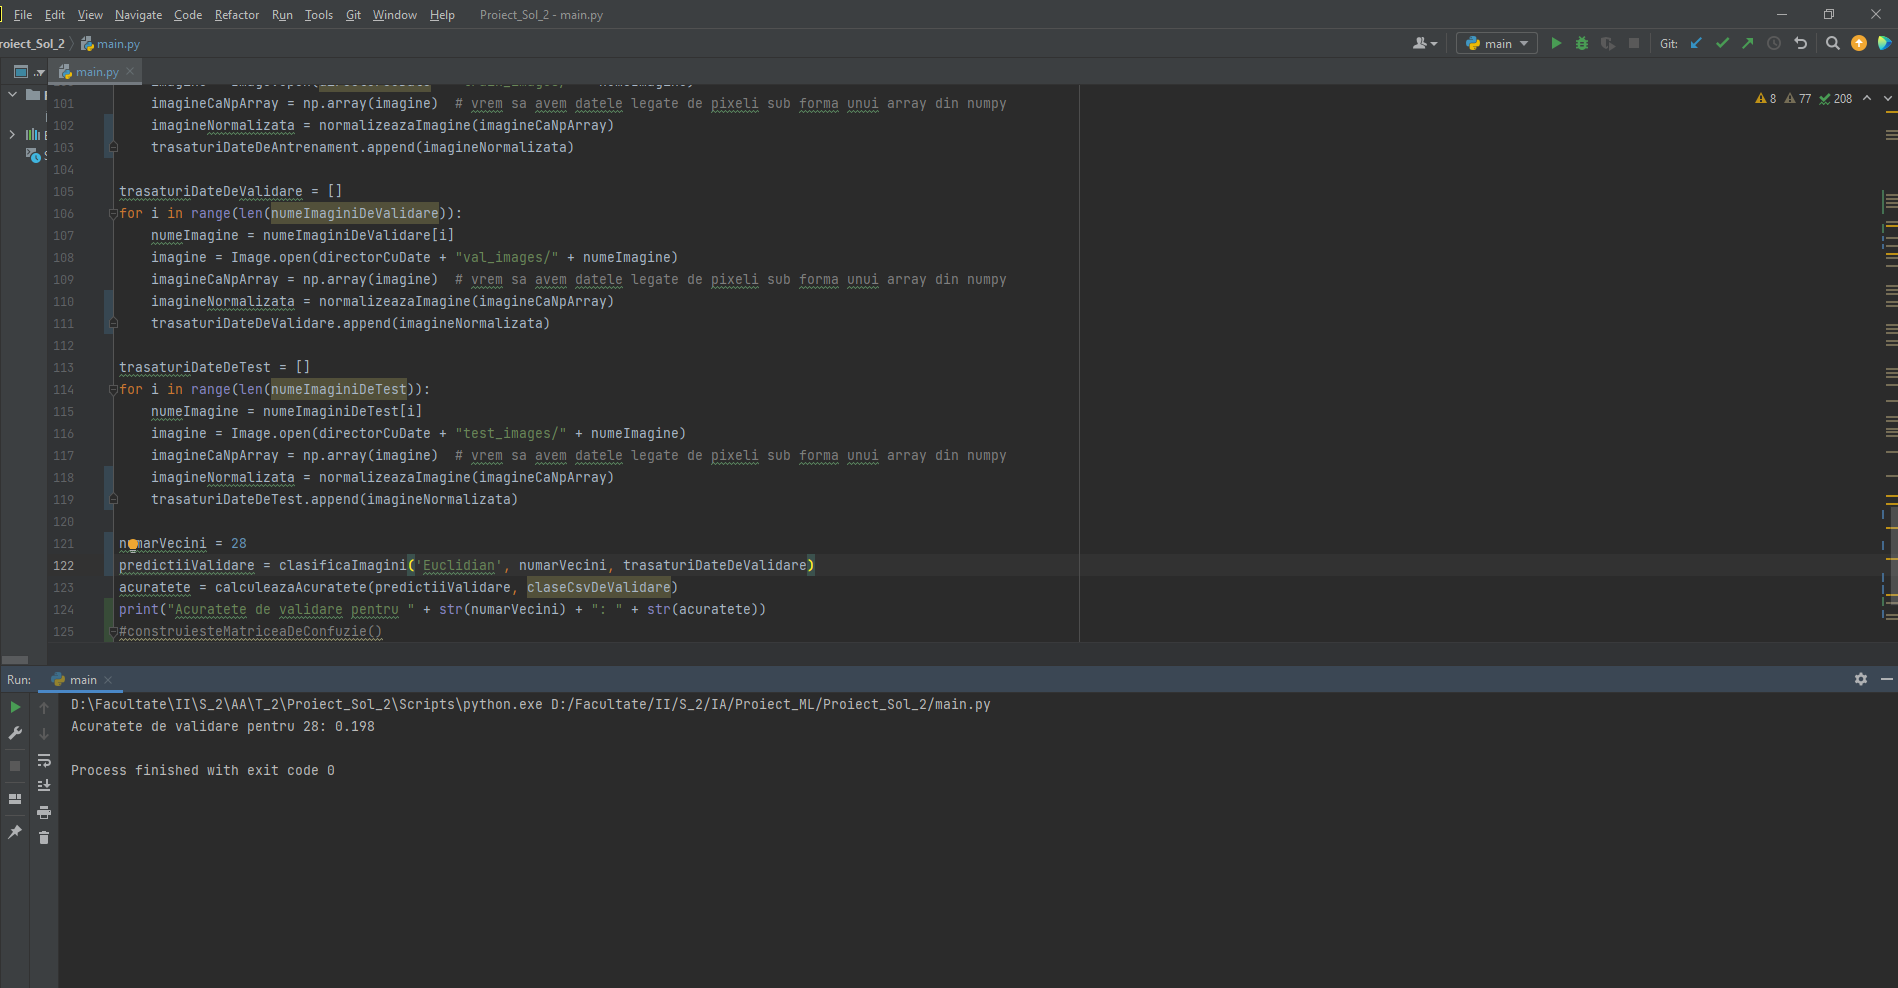 File Edit View Navigate Code Refactor Run Tools Git Window Help Proiect_Sol_2 - main.py
roiect_Sol_2 main.py
main Git:
main.py
8 77 208
101 imagineCaNpArray = np.array(imagine)  # vrem sa avem datele legate de pixeli sub forma unui array din numpy
102 imagineNormalizata = normalizeazaImagine(imagineCaNpArray)
103 trasaturiDateDeAntrenament.append(imagineNormalizata)
104
105 trasaturiDateDeValidare = []
106 for i in range(len(numeImaginiDeValidare)):
107 numeImagine = numeImaginiDeValidare[i]
108 imagine = Image.open(directorCuDate + "val_images/" + numeImagine)
109 imagineCaNpArray = np.array(imagine)  # vrem sa avem datele legate de pixeli sub forma unui array din numpy
110 imagineNormalizata = normalizeazaImagine(imagineCaNpArray)
111 trasaturiDateDeValidare.append(imagineNormalizata)
112
113 trasaturiDateDeTest = []
114 for i in range(len(numeImaginiDeTest)):
115 numeImagine = numeImaginiDeTest[i]
116 imagine = Image.open(directorCuDate + "test_images/" + numeImagine)
117 imagineCaNpArray = np.array(imagine)  # vrem sa avem datele legate de pixeli sub forma unui array din numpy
118 imagineNormalizata = normalizeazaImagine(imagineCaNpArray)
119 trasaturiDateDeTest.append(imagineNormalizata)
120
121 numarVecini = 28
122 predictiiValidare = clasificaImagini('Euclidian', numarVecini, trasaturiDateDeValidare)
123 acuratete = calculeazaAcuratete(predictiiValidare, claseCsvDeValidare)
124 print("Acuratete de validare pentru " + str(numarVecini) + ": " + str(acuratete))
125 #construiesteMatriceaDeConfuzie()
Run: main
D:\Facultate\II\S_2\AA\T_2\Proiect_Sol_2\Scripts\python.exe D:/Facultate/II/S_2/IA/Proiect_ML/Proiect_Sol_2/main.py
Acuratete de validare pentru 28: 0.198
Process finished with exit code 0